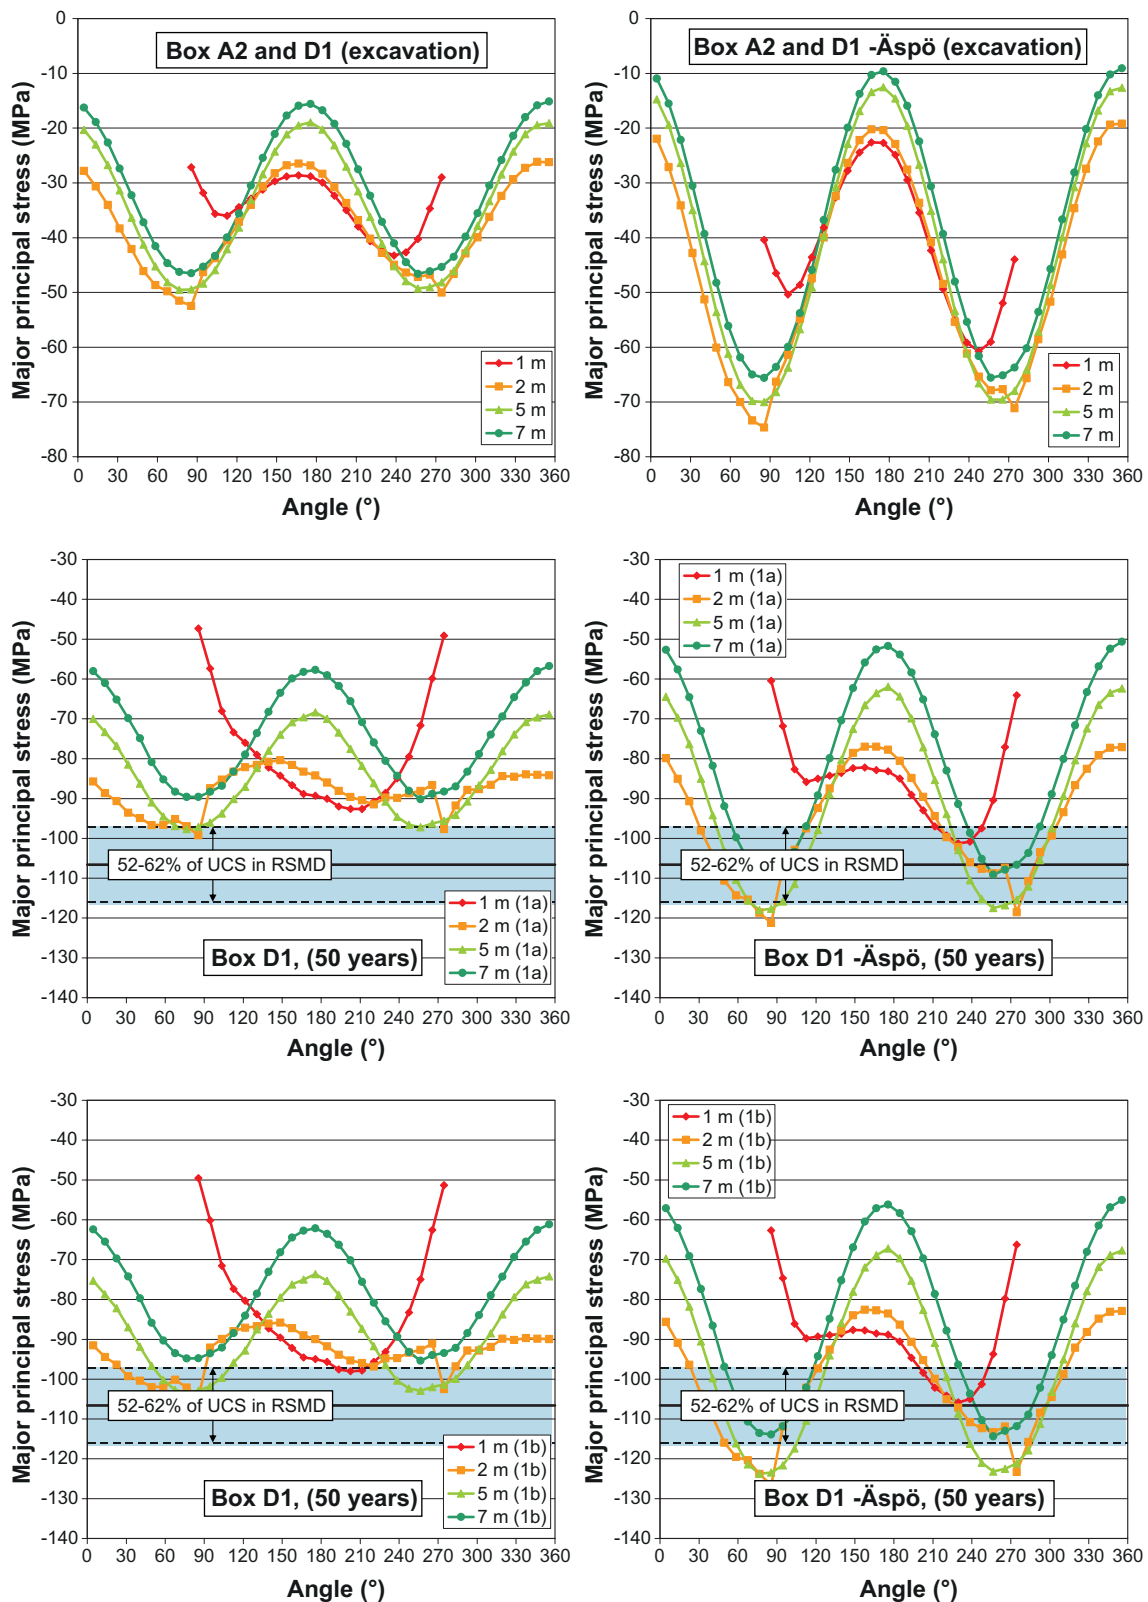 Box A2 and D1 (excavation)
Major principal stress (MPa)
0
-10
-20
-30
-40
-50
-60
-70
-80
1 m
2 m
5 m
7 m
0 30 60 90 120 150 180 210 240 270 300 330 360
Angle (°)
Box A2 and D1 -Äspö (excavation)
Major principal stress (MPa)
0
-10
-20
-30
-40
-50
-60
-70
-80
1 m
2 m
5 m
7 m
0 30 60 90 120 150 180 210 240 270 300 330 360
Angle (°)
Major principal stress (MPa)
-30
-40
-50
-60
-70
-80
-90
-100
-110
-120
-130
-140
52-62% of UCS in RSMD
Box D1, (50 years)
1 m (1a)
2 m (1a)
5 m (1a)
7 m (1a)
0 30 60 90 120 150 180 210 240 270 300 330 360
Angle (°)
Major principal stress (MPa)
-30
-40
-50
-60
-70
-80
-90
-100
-110
-120
-130
-140
1 m (1a)
2 m (1a)
5 m (1a)
7 m (1a)
52-62% of UCS in RSMD
Box D1 -Äspö, (50 years)
0 30 60 90 120 150 180 210 240 270 300 330 360
Angle (°)
Major principal stress (MPa)
-30
-40
-50
-60
-70
-80
-90
-100
-110
-120
-130
-140
52-62% of UCS in RSMD
Box D1, (50 years)
1 m (1b)
2 m (1b)
5 m (1b)
7 m (1b)
0 30 60 90 120 150 180 210 240 270 300 330 360
Angle (°)
Major principal stress (MPa)
-30
-40
-50
-60
-70
-80
-90
-100
-110
-120
-130
-140
1 m (1b)
2 m (1b)
5 m (1b)
7 m (1b)
52-62% of UCS in RSMD
Box D1 -Äspö, (50 years)
0 30 60 90 120 150 180 210 240 270 300 330 360
Angle (°)